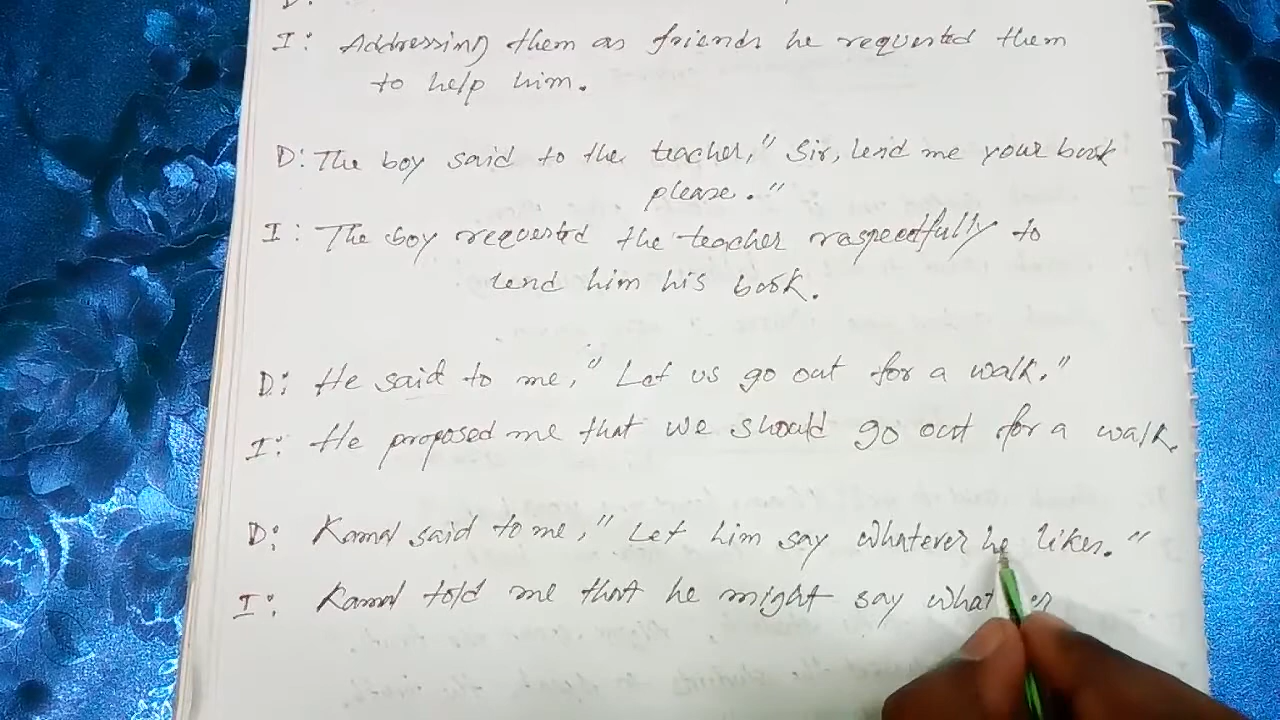 D:
I: Addressing them as friends he requested them
to help him.
D: The boy said to the teacher," Sir, lend me your book
please."
I: The boy requested the teacher raspectfully to
lend him his book.
D: He said to me," Let us go out for a walk."
I: He proposed me that we should go out for a walk
D: Kamal said to me," Let him say whatever he likes."
I: Kamal told me that he might say